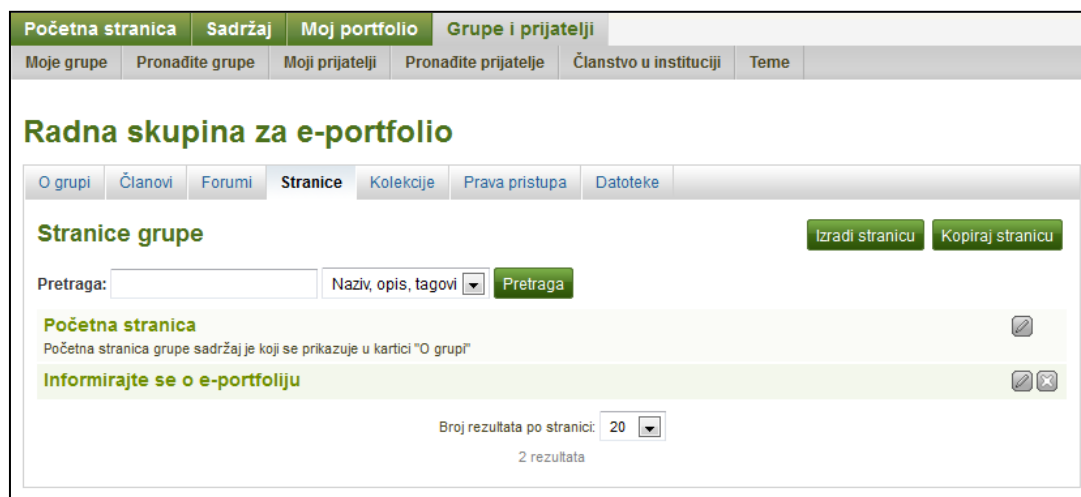 Početna stranica Sadržaj Moj portfolio Grupe i prijatelji
Moje grupe Pronađite grupe Moji prijatelji Pronađite prijatelje Članstvo u instituciji Teme
Radna skupina za e-portfolio
O grupi Članovi Forumi Stranice Kolekcije Prava pristupa Datoteke
Stranice grupe Izradi stranicu Kopiraj stranicu
Pretraga: Naziv, opis, tagovi Pretraga
Početna stranica
Početna stranica grupe sadržaj je koji se prikazuje u kartici "O grupi"
Informirajte se o e-portfoliju
Broj rezultata po stranici: 20
2 rezultata